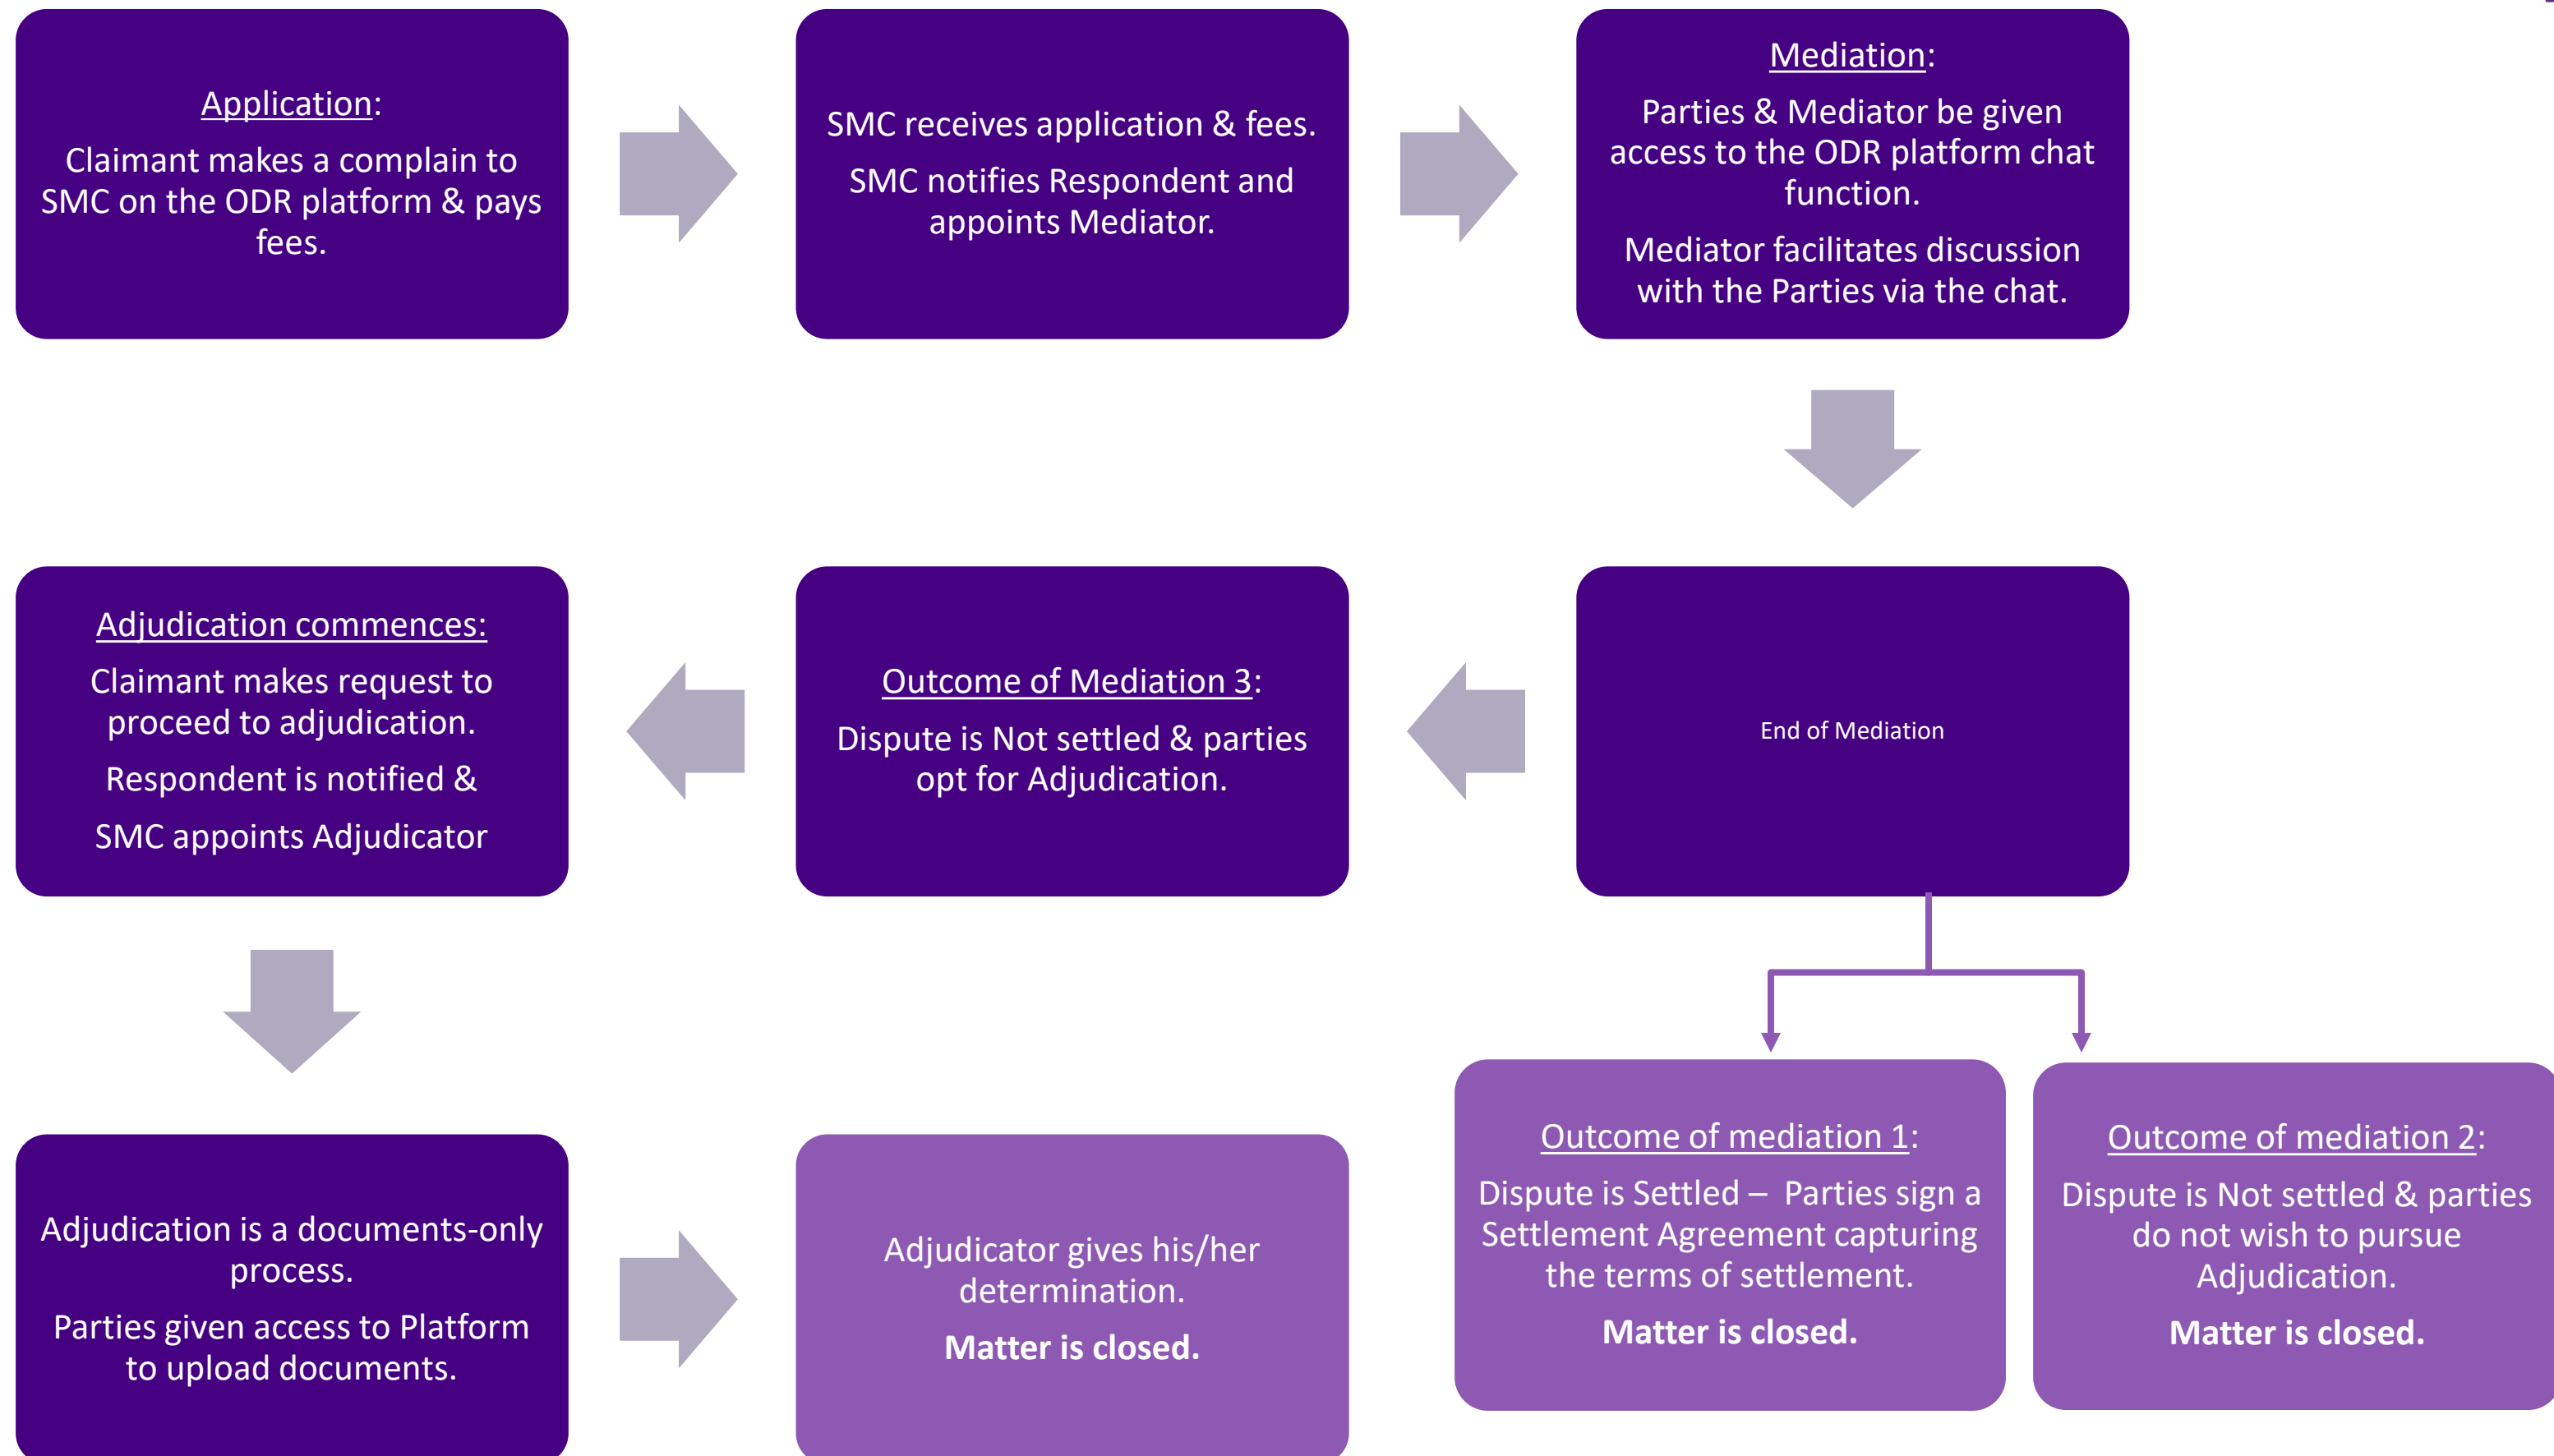 Application:
Claimant makes a complain to
SMC on the ODR platform & pays
fees.
SMC receives application & fees.
SMC notifies Respondent and
appoints Mediator.
Mediation:
Parties & Mediator be given
access to the ODR platform chat
function.
Mediator facilitates discussion
with the Parties via the chat.
End of Mediation
Outcome of Mediation 3:
Dispute is Not settled & parties
opt for Adjudication.
Adjudication commences:
Claimant makes request to
proceed to adjudication.
Respondent is notified &
SMC appoints Adjudicator
Adjudication is a documents-only
process.
Parties given access to Platform
to upload documents.
Adjudicator gives his/her
determination.
Matter is closed.
Outcome of mediation 1:
Dispute is Settled – Parties sign a
Settlement Agreement capturing
the terms of settlement.
Matter is closed.
Outcome of mediation 2:
Dispute is Not settled & parties
do not wish to pursue
Adjudication.
Matter is closed.